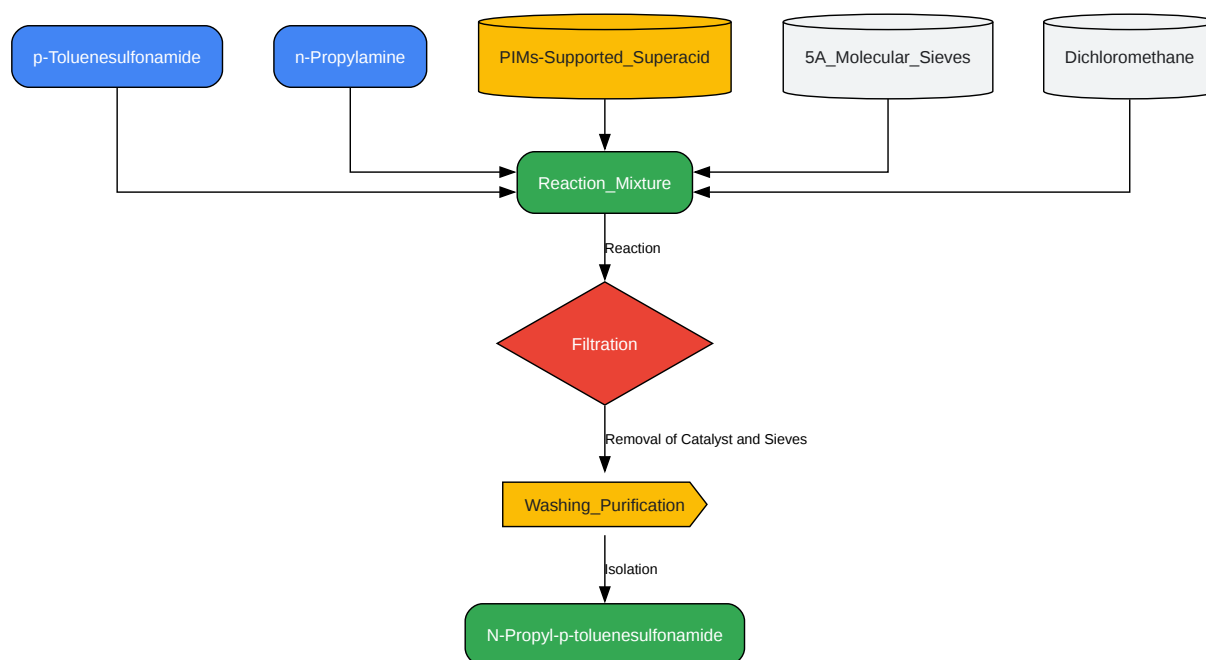 p-Toluenesulfonamide
n-Propylamine
PIMs-Supported_Superacid
5A_Molecular_Sieves
Dichloromethane
Reaction_Mixture
Reaction
Filtration
Removal of Catalyst and Sieves
Washing_Purification
Isolation
N-Propyl-p-toluenesulfonamide